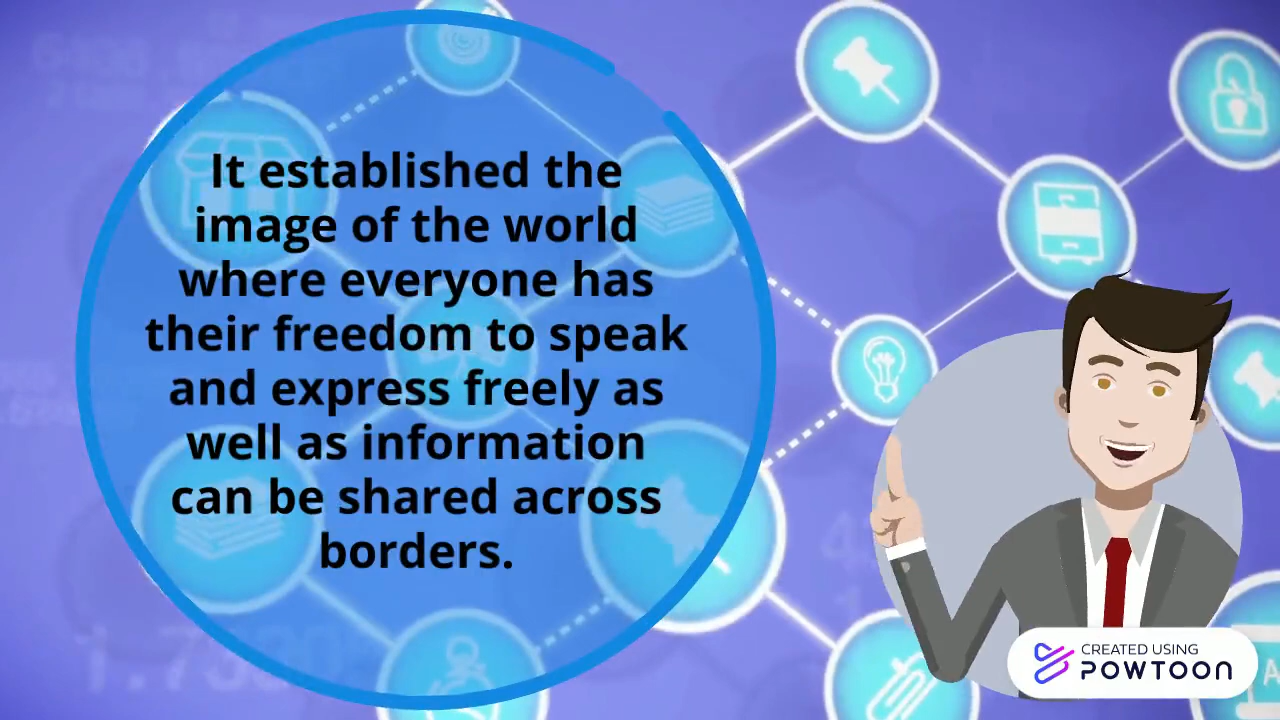 It established the
image of the world
where everyone has
their freedom to speak
and express freely as
well as information
can be shared across
borders.
CREATED USING
POWTOON